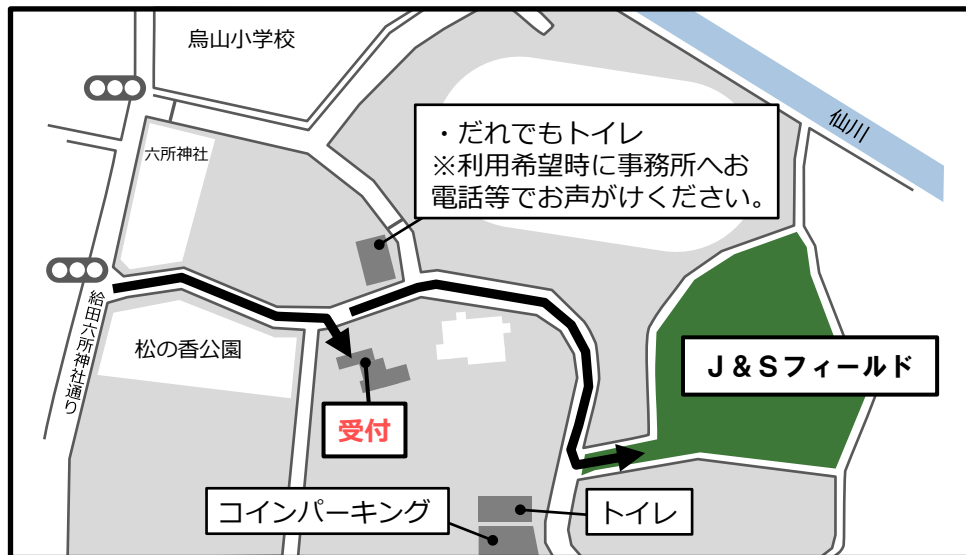 烏山小学校
仙川
・だれでもトイレ
※利用希望時に事務所へお
電話等でお声がけください。
六所神社
給田六所神社通り
松の香公園
J&Sフィールド
受付
コインパーキング
トイレ